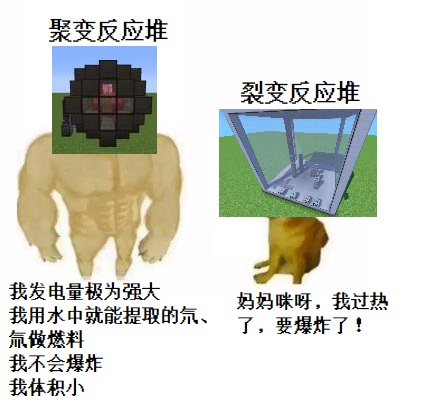 聚变反应堆
裂变反应堆
我发电量极为强大
我用水中就能提取的氘、
氚做燃料
我不会爆炸
我体积小
妈妈咪呀，我过热
了，要爆炸了！